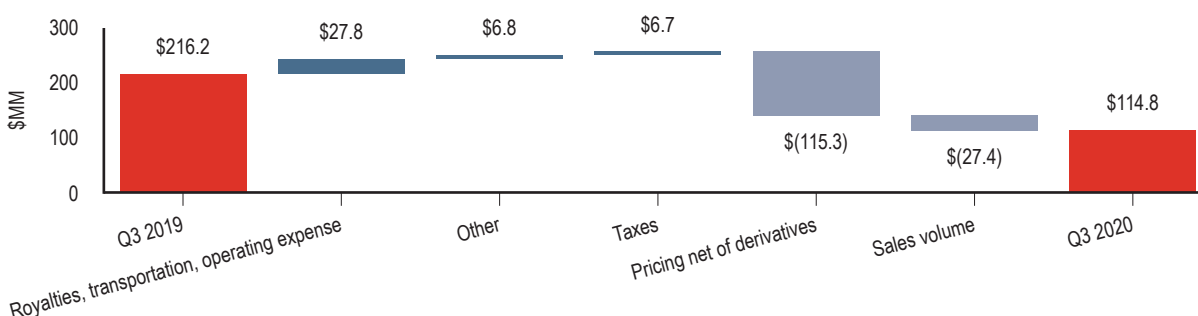 $MM
300
200
100
0
$216.2
$27.8
$6.8
$6.7
$(115.3)
$(27.4)
$114.8
Q3 2019
Royalties, transportation, operating expense
Other
Taxes
Pricing net of derivatives
Sales volume
Q3 2020